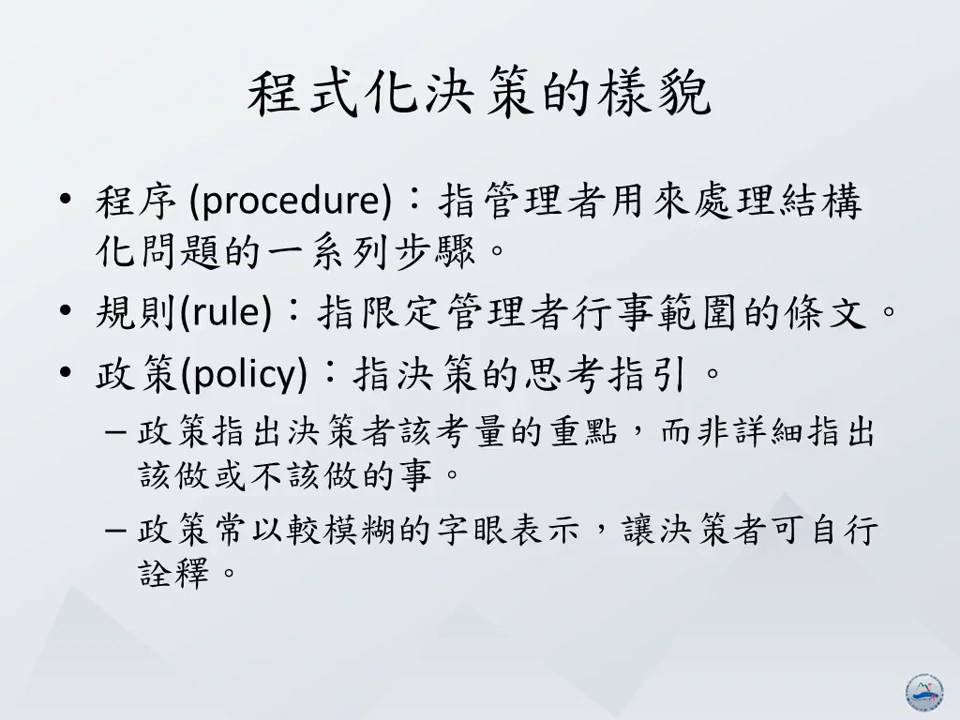 程式化決策的樣貌
• 程序 (procedure)：指管理者用來處理結構
化問題的一系列步驟。
• 規則(rule)：指限定管理者行事範圍的條文。
• 政策(policy)：指決策的思考指引。
– 政策指出決策者該考量的重點，而非詳細指出
該做或不該做的事。
– 政策常以較模糊的字眼表示，讓決策者可自行
詮釋。